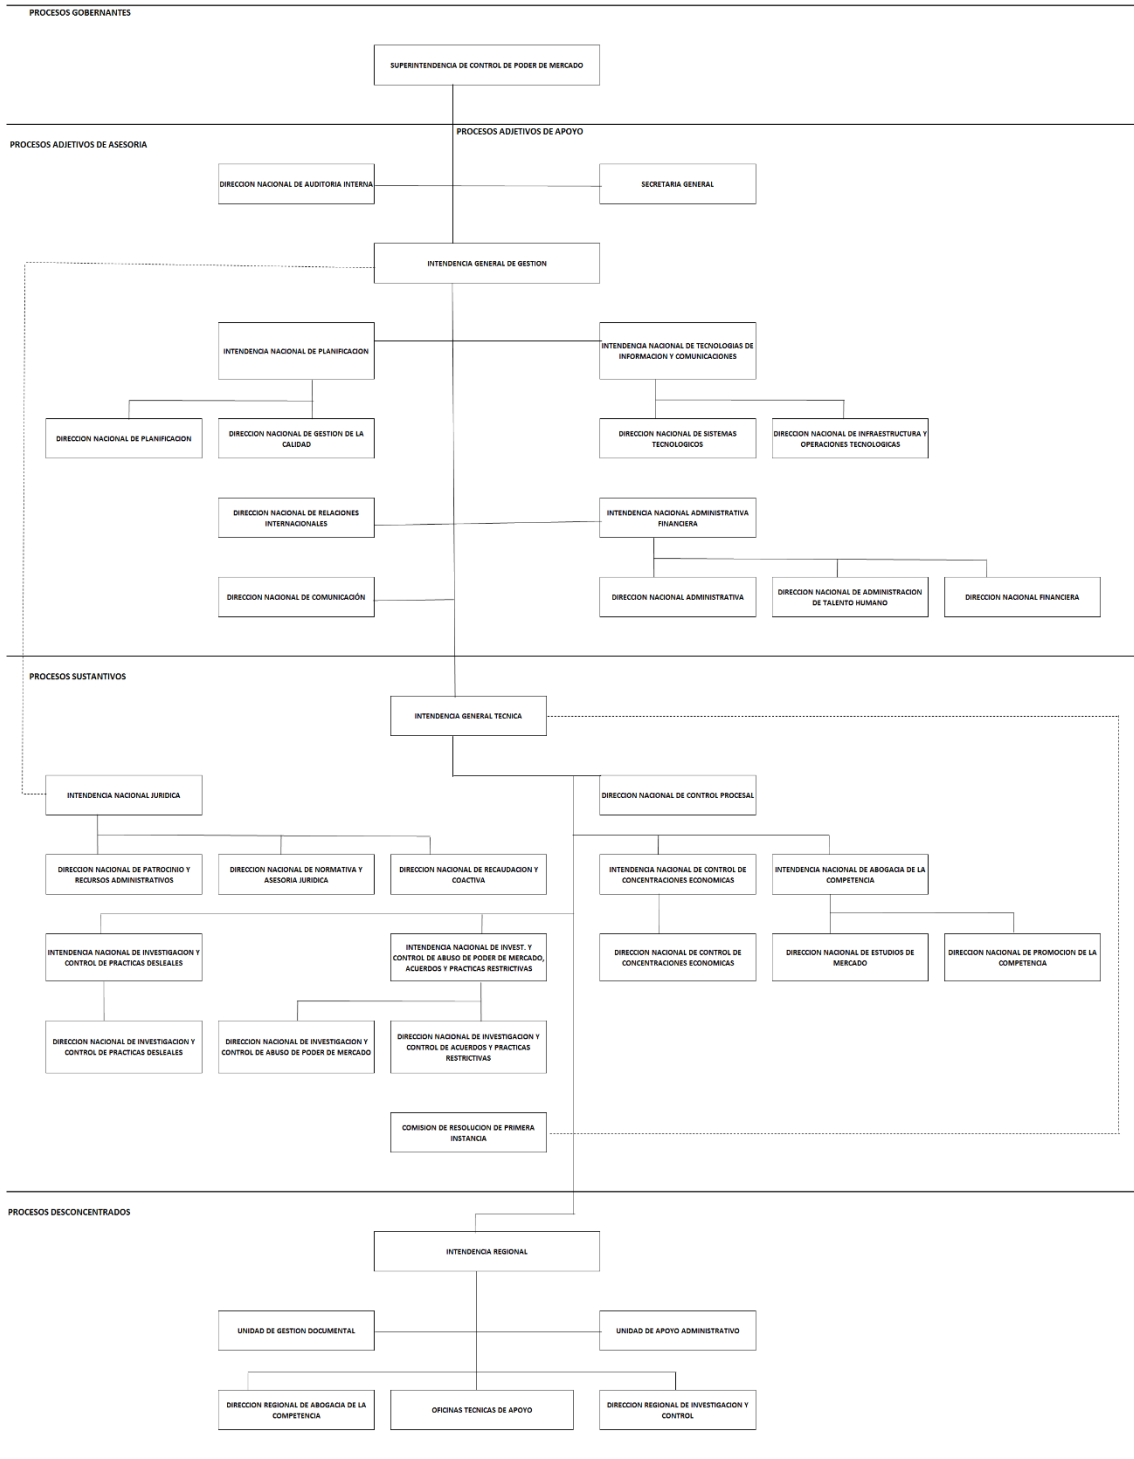 PROCESOS GOBERNANTES
SUPERINTENDENCIA DE CONTROL DE PODER DE MERCADO
PROCESOS ADJETIVOS DE APOYO
PROCESOS ADJETIVOS DE ASESORIA
DIRECCION NACIONAL DE AUDITORIA INTERNA
SECRETARIA GENERAL
INTENDENCIA GENERAL DE GESTION
INTENDENCIA NACIONAL DE PLANIFICACION
INTENDENCIA NACIONAL DE TECNOLOGIAS DE
INFORMACION Y COMUNICACIONES
DIRECCION NACIONAL DE PLANIFICACION
DIRECCION NACIONAL DE GESTION DE LA
CALIDAD
DIRECCION NACIONAL DE SISTEMAS
TECNOLOGICOS
DIRECCION NACIONAL DE INFRAESTRUCTURA Y
OPERACIONES TECNOLOGICAS
DIRECCION NACIONAL DE RELACIONES
INTERNACIONALES
INTENDENCIA NACIONAL ADMINISTRATIVA
FINANCIERA
DIRECCION NACIONAL DE COMUNICACIÓN
DIRECCION NACIONAL ADMINISTRATIVA
DIRECCION NACIONAL DE ADMINISTRACION
DE TALENTO HUMANO
DIRECCION NACIONAL FINANCIERA
PROCESOS SUSTANTIVOS
INTENDENCIA GENERAL TECNICA
INTENDENCIA NACIONAL JURIDICA
DIRECCION NACIONAL DE CONTROL PROCESAL
DIRECCION NACIONAL DE PATROCINIO Y
RECURSOS ADMINISTRATIVOS
DIRECCION NACIONAL DE NORMATIVA Y
ASESORIA JURIDICA
DIRECCION NACIONAL DE RECAUDACION Y
COACTIVA
INTENDENCIA NACIONAL DE CONTROL DE
CONCENTRACIONES ECONOMICAS
INTENDENCIA NACIONAL DE ABOGACIA DE LA
COMPETENCIA
INTENDENCIA NACIONAL DE INVESTIGACION Y
CONTROL DE PRACTICAS DESLEALES
INTENDENCIA NACIONAL DE INVEST. Y
CONTROL DE ABUSO DE PODER DE MERCADO,
ACUERDOS Y PRACTICAS RESTRICTIVAS
DIRECCION NACIONAL DE CONTROL DE
CONCENTRACIONES ECONOMICAS
DIRECCION NACIONAL DE ESTUDIOS DE
MERCADO
DIRECCION NACIONAL DE PROMOCION DE LA
COMPETENCIA
DIRECCION NACIONAL DE INVESTIGACION Y
CONTROL DE PRACTICAS DESLEALES
DIRECCION NACIONAL DE INVESTIGACION Y
CONTROL DE ABUSO DE PODER DE MERCADO
DIRECCION NACIONAL DE INVESTIGACION Y
CONTROL DE ACUERDOS Y PRACTICAS
RESTRICTIVAS
COMISION DE RESOLUCION DE PRIMERA
INSTANCIA
PROCESOS DESCONCENTRADOS
INTENDENCIA REGIONAL
UNIDAD DE GESTION DOCUMENTAL
UNIDAD DE APOYO ADMINISTRATIVO
DIRECCION REGIONAL DE ABOGACIA DE LA
COMPETENCIA
OFICINAS TECNICAS DE APOYO
DIRECCION REGIONAL DE INVESTIGACION Y
CONTROL